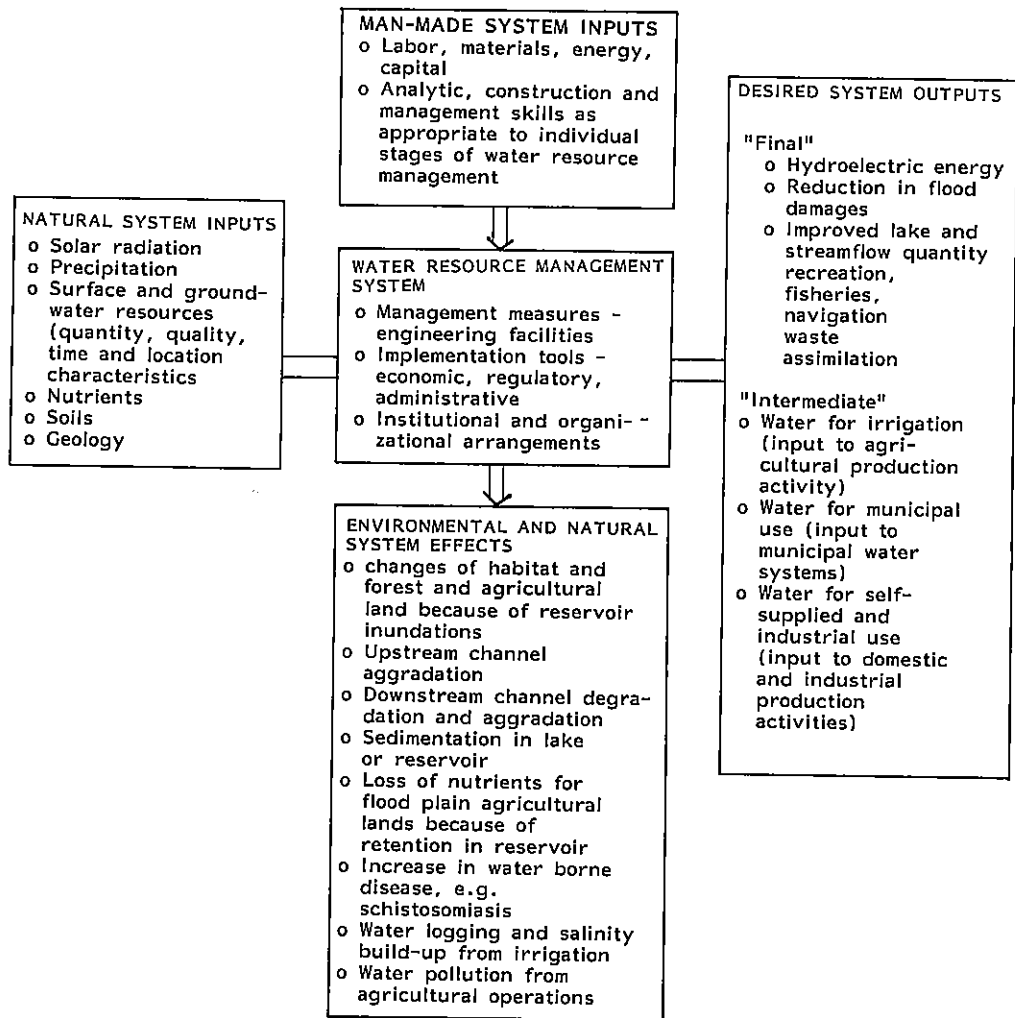 MAN-MADE SYSTEM INPUTS
o Labor, materials, energy,
capital
o Analytic, construction and
management skills as
appropriate to individual
stages of water resource
management
NATURAL SYSTEM INPUTS
o Solar radiation
o Precipitation
o Surface and ground-
water resources
(quantity, quality,
time and location
characteristics
o Nutrients
o Soils
o Geology
WATER RESOURCE MANAGEMENT
SYSTEM
o Management measures -
engineering facilities
o Implementation tools -
economic, regulatory,
administrative
o Institutional and organi-
zational arrangements
DESIRED SYSTEM OUTPUTS
"Final"
o Hydroelectric energy
o Reduction in flood
damages
o Improved lake and
streamflow quantity
recreation,
fisheries,
navigation
waste
assimilation
"Intermediate"
o Water for irrigation
(input to agri-
cultural production
activity)
o Water for municipal
use (input to
municipal water
systems)
o Water for self-
supplied and
industrial use
(input to domestic
and industrial
production
activities)
ENVIRONMENTAL AND NATURAL
SYSTEM EFFECTS
o changes of habitat and
forest and agricultural
land because of reservoir
inundations
o Upstream channel
aggradation
o Downstream channel degra-
dation and aggradation
o Sedimentation in lake
or reservoir
o Loss of nutrients for
flood plain agricultural
lands because of
retention in reservoir
o Increase in water borne
disease, e.g.
schistosomiasis
o Water logging and salinity
build-up from irrigation
o Water pollution from
agricultural operations